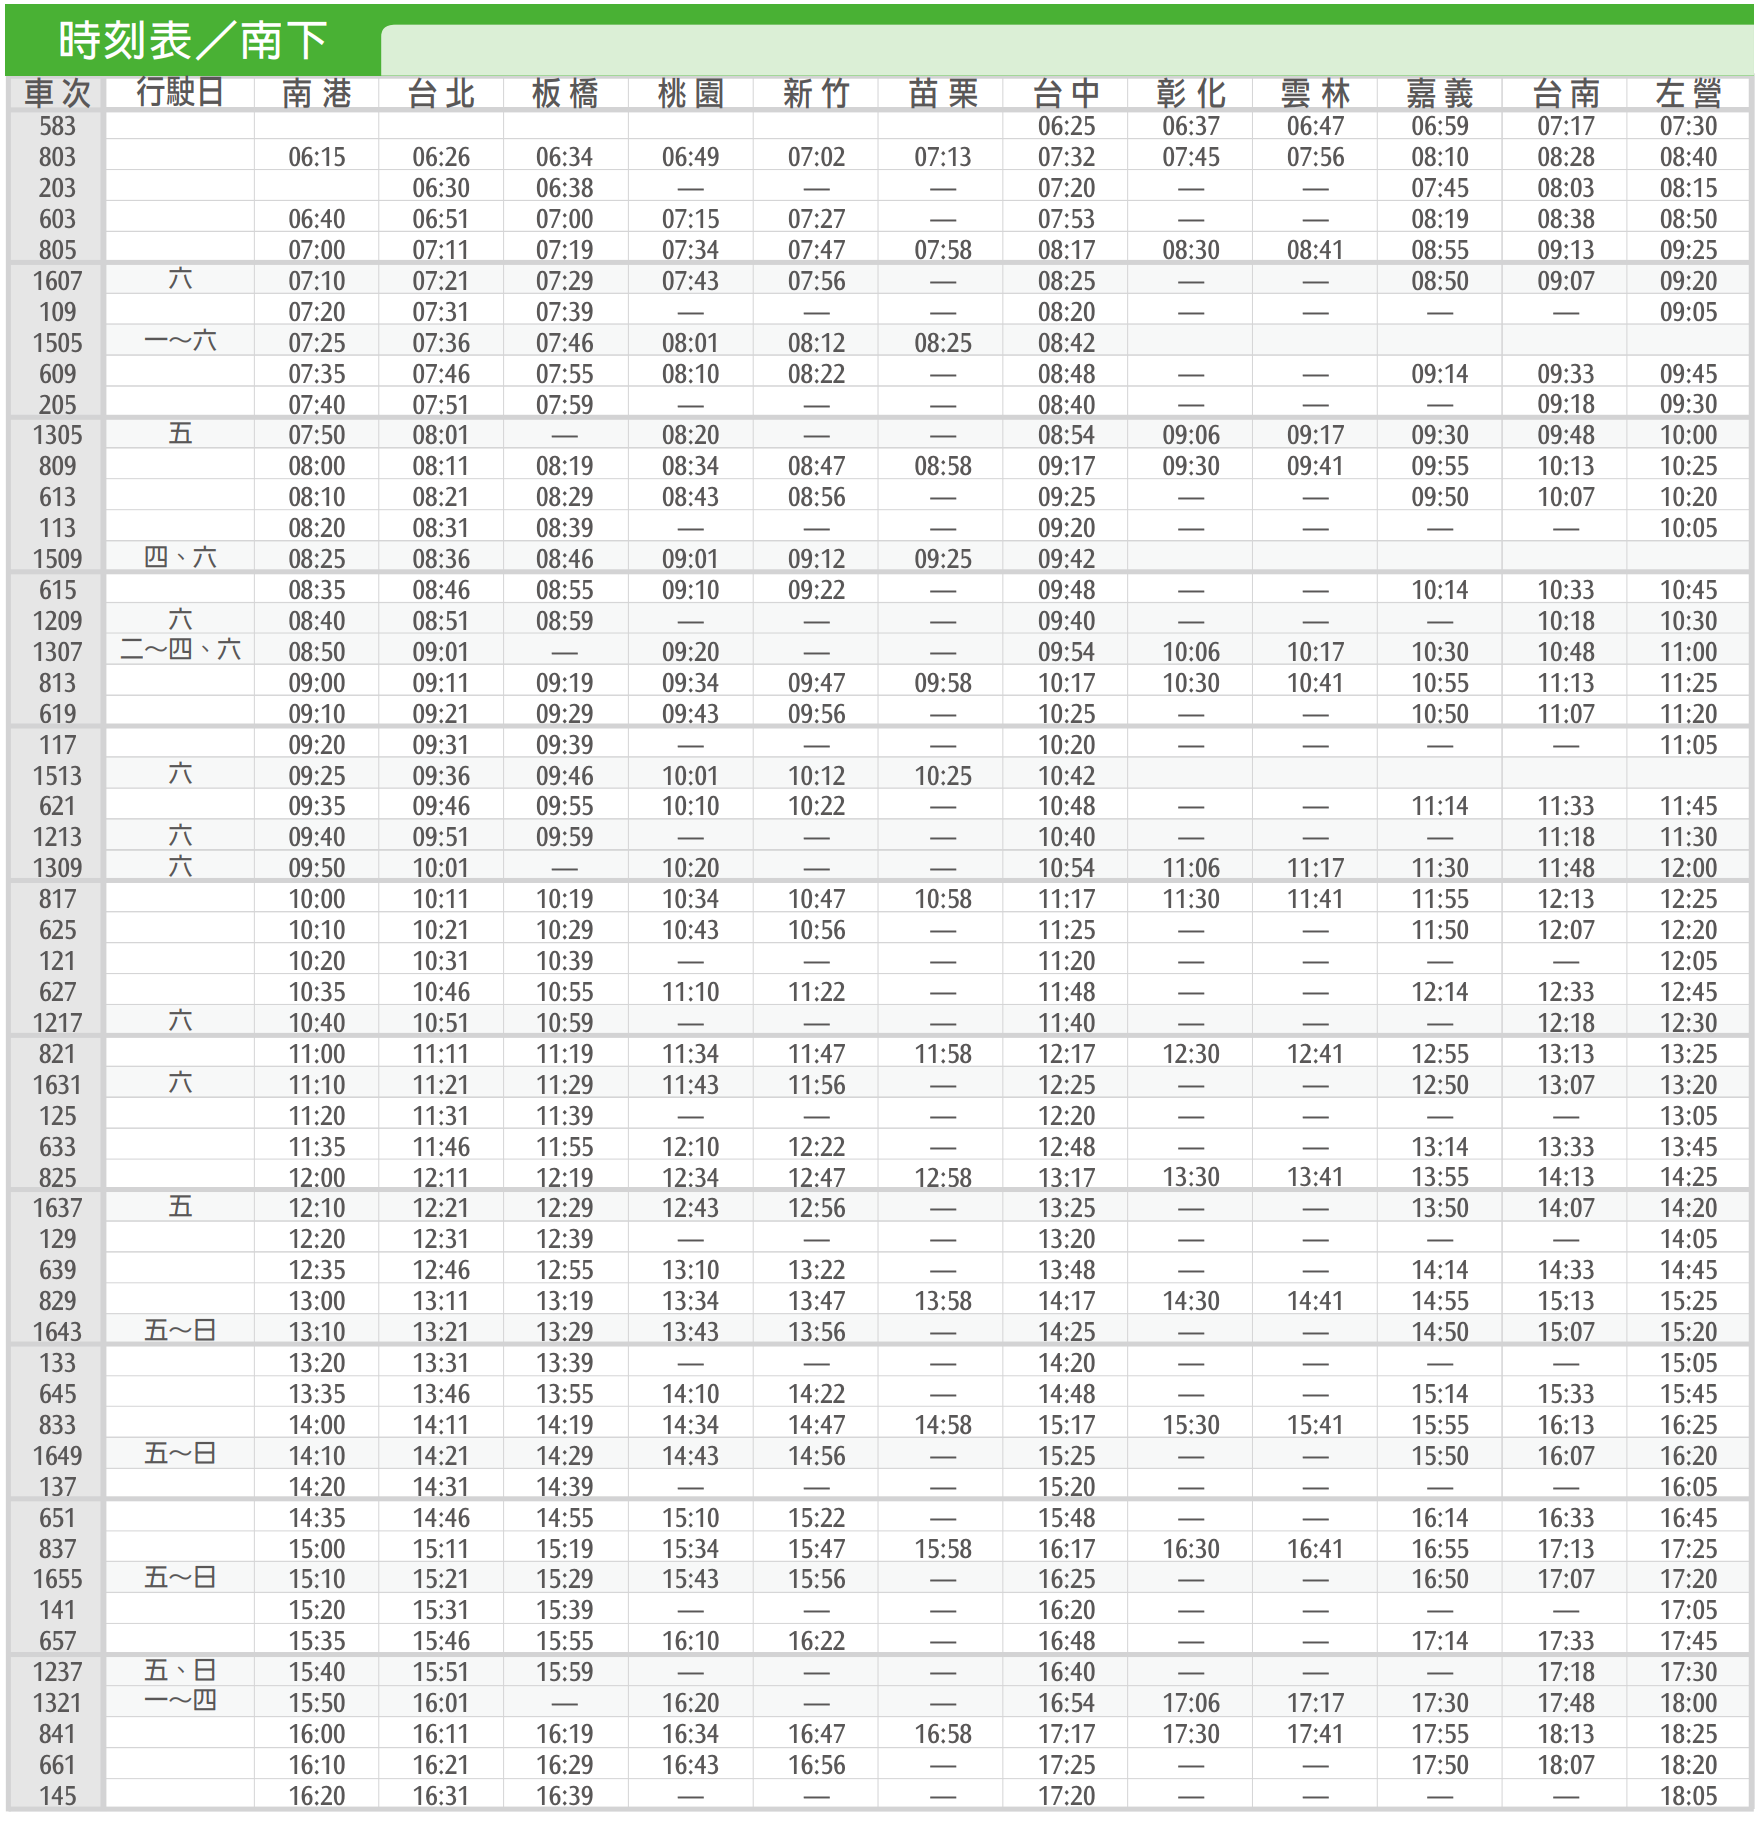 時刻表／南下
車次 行駛日 南港 台北 板橋 桃園 新竹 苗栗 台中 彰化 雲林 嘉義 台南 左營
583 06:25 06:37 06:47 06:59 07:17 07:30
803 06:15 06:26 06:34 06:49 07:02 07:13 07:32 07:45 07:56 08:10 08:28 08:40
203 06:30 06:38 — — — 07:20 — — 07:45 08:03 08:15
603 06:40 06:51 07:00 07:15 07:27 — 07:53 — — 08:19 08:38 08:50
805 07:00 07:11 07:19 07:34 07:47 07:58 08:17 08:30 08:41 08:55 09:13 09:25
1607 六 07:10 07:21 07:29 07:43 07:56 — 08:25 — — 08:50 09:07 09:20
109 07:20 07:31 07:39 — — — 08:20 — — — — 09:05
1505 一～六 07:25 07:36 07:46 08:01 08:12 08:25 08:42
609 07:35 07:46 07:55 08:10 08:22 — 08:48 — — 09:14 09:33 09:45
205 07:40 07:51 07:59 — — — 08:40 — — — 09:18 09:30
1305 五 07:50 08:01 — 08:20 — — 08:54 09:06 09:17 09:30 09:48 10:00
809 08:00 08:11 08:19 08:34 08:47 08:58 09:17 09:30 09:41 09:55 10:13 10:25
613 08:10 08:21 08:29 08:43 08:56 — 09:25 — — 09:50 10:07 10:20
113 08:20 08:31 08:39 — — — 09:20 — — — — 10:05
1509 四、六 08:25 08:36 08:46 09:01 09:12 09:25 09:42
615 08:35 08:46 08:55 09:10 09:22 — 09:48 — — 10:14 10:33 10:45
1209 六 08:40 08:51 08:59 — — — 09:40 — — — 10:18 10:30
1307 二～四、六 08:50 09:01 — 09:20 — — 09:54 10:06 10:17 10:30 10:48 11:00
813 09:00 09:11 09:19 09:34 09:47 09:58 10:17 10:30 10:41 10:55 11:13 11:25
619 09:10 09:21 09:29 09:43 09:56 — 10:25 — — 10:50 11:07 11:20
117 09:20 09:31 09:39 — — — 10:20 — — — — 11:05
1513 六 09:25 09:36 09:46 10:01 10:12 10:25 10:42
621 09:35 09:46 09:55 10:10 10:22 — 10:48 — — 11:14 11:33 11:45
1213 六 09:40 09:51 09:59 — — — 10:40 — — — 11:18 11:30
1309 六 09:50 10:01 — 10:20 — — 10:54 11:06 11:17 11:30 11:48 12:00
817 10:00 10:11 10:19 10:34 10:47 10:58 11:17 11:30 11:41 11:55 12:13 12:25
625 10:10 10:21 10:29 10:43 10:56 — 11:25 — — 11:50 12:07 12:20
121 10:20 10:31 10:39 — — — 11:20 — — — — 12:05
627 10:35 10:46 10:55 11:10 11:22 — 11:48 — — 12:14 12:33 12:45
1217 六 10:40 10:51 10:59 — — — 11:40 — — — 12:18 12:30
821 11:00 11:11 11:19 11:34 11:47 11:58 12:17 12:30 12:41 12:55 13:13 13:25
1631 六 11:10 11:21 11:29 11:43 11:56 — 12:25 — — 12:50 13:07 13:20
125 11:20 11:31 11:39 — — — 12:20 — — — — 13:05
633 11:35 11:46 11:55 12:10 12:22 — 12:48 — — 13:14 13:33 13:45
825 12:00 12:11 12:19 12:34 12:47 12:58 13:17 13:30 13:41 13:55 14:13 14:25
1637 五 12:10 12:21 12:29 12:43 12:56 — 13:25 — — 13:50 14:07 14:20
129 12:20 12:31 12:39 — — — 13:20 — — — — 14:05
639 12:35 12:46 12:55 13:10 13:22 — 13:48 — — 14:14 14:33 14:45
829 13:00 13:11 13:19 13:34 13:47 13:58 14:17 14:30 14:41 14:55 15:13 15:25
1643 五～日 13:10 13:21 13:29 13:43 13:56 — 14:25 — — 14:50 15:07 15:20
133 13:20 13:31 13:39 — — — 14:20 — — — — 15:05
645 13:35 13:46 13:55 14:10 14:22 — 14:48 — — 15:14 15:33 15:45
833 14:00 14:11 14:19 14:34 14:47 14:58 15:17 15:30 15:41 15:55 16:13 16:25
1649 五～日 14:10 14:21 14:29 14:43 14:56 — 15:25 — — 15:50 16:07 16:20
137 14:20 14:31 14:39 — — — 15:20 — — — — 16:05
651 14:35 14:46 14:55 15:10 15:22 — 15:48 — — 16:14 16:33 16:45
837 15:00 15:11 15:19 15:34 15:47 15:58 16:17 16:30 16:41 16:55 17:13 17:25
1655 五～日 15:10 15:21 15:29 15:43 15:56 — 16:25 — — 16:50 17:07 17:20
141 15:20 15:31 15:39 — — — 16:20 — — — — 17:05
657 15:35 15:46 15:55 16:10 16:22 — 16:48 — — 17:14 17:33 17:45
1237 五、日 15:40 15:51 15:59 — — — 16:40 — — — 17:18 17:30
1321 一～四 15:50 16:01 — 16:20 — — 16:54 17:06 17:17 17:30 17:48 18:00
841 16:00 16:11 16:19 16:34 16:47 16:58 17:17 17:30 17:41 17:55 18:13 18:25
661 16:10 16:21 16:29 16:43 16:56 — 17:25 — — 17:50 18:07 18:20
145 16:20 16:31 16:39 — — — 17:20 — — — — 18:05